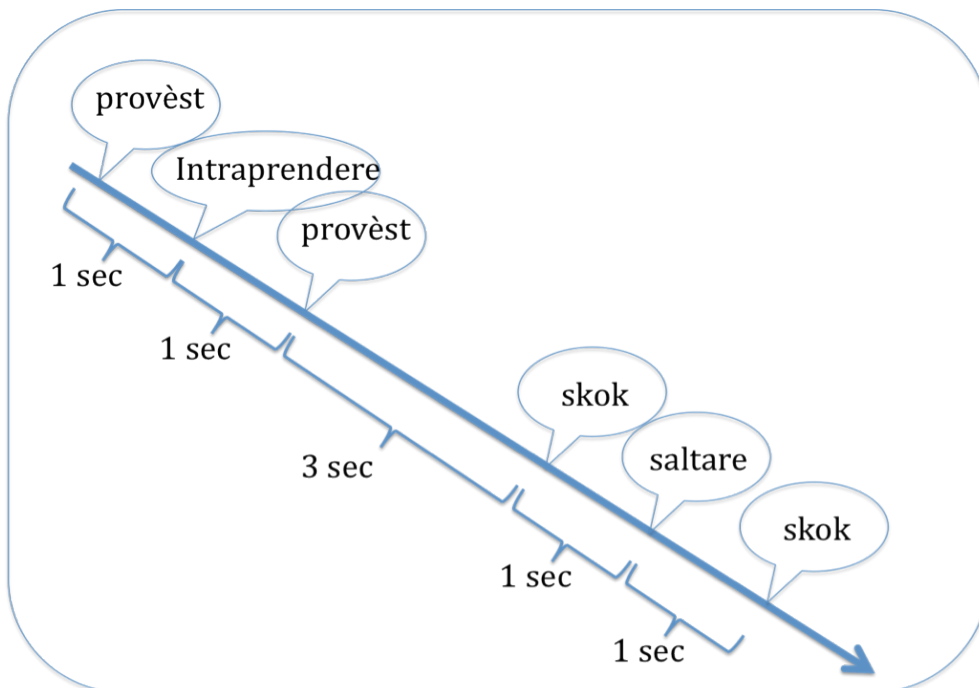 provèst
Intraprendere
provèst
1 sec
1 sec
skok
3 sec
saltare
skok
1 sec
1 sec